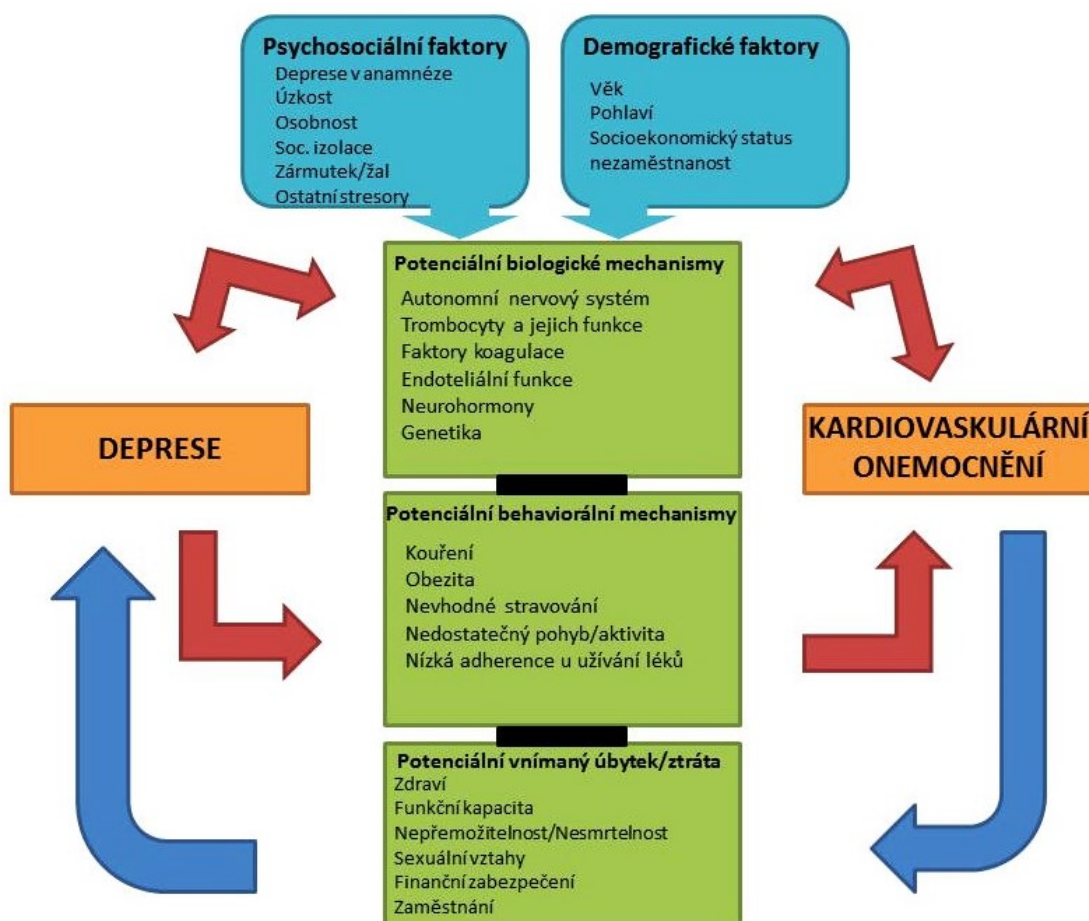 Psychosociální faktory
Deprese v anamnéze
Úzkost
Osobnost
Soc. izolace
Zármutek/žal
Ostatní stresory
Demografické faktory
Věk
Pohlaví
Socioekonomický status
nezaměstnanost
Potenciální biologické mechanismy
Autonomní nervový systém
Trombocyty a jejich funkce
Faktory koagulace
Endoteliální funkce
Neurohormony
Genetika
DEPRESE
KARDIOVASKULÁRNÍ
ONEMOCNĚNÍ
Potenciální behaviorální mechanismy
Kouření
Obezita
Nevhodné stravování
Nedostatečný pohyb/aktivita
Nízká adherence u užívání léků
Potenciální vnímaný úbytek/ztráta
Zdraví
Funkční kapacita
Nepřemožitelnost/Nesmrtelnost
Sexuální vztahy
Finanční zabezpečení
Zaměstnání